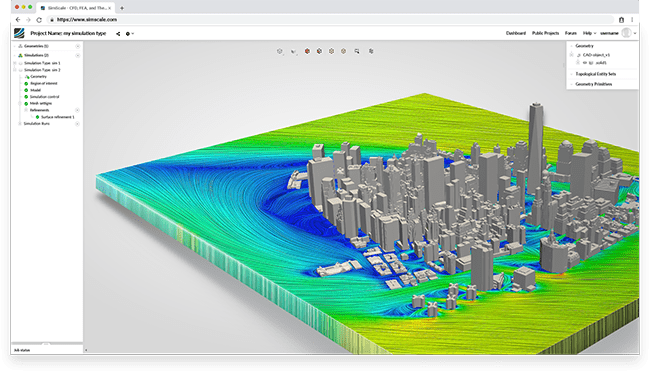 SimScale - CFD, FEA, and The...
https://www.simscale.com
Project Name: my simulation type
Dashboard Public Projects Forum Help username
Geometries (1)
Simulations (2)
Simulation Type: sim 1
Simulation Type: sim 2
Geometry
Region of interest
Model
Simulation control
Mesh settigns
Refinements
Surface refinement 1
Simulation Runs
Job status
Geometry
CAD-object_v1
solids
Topological Entity Sets
Geometry Primitives